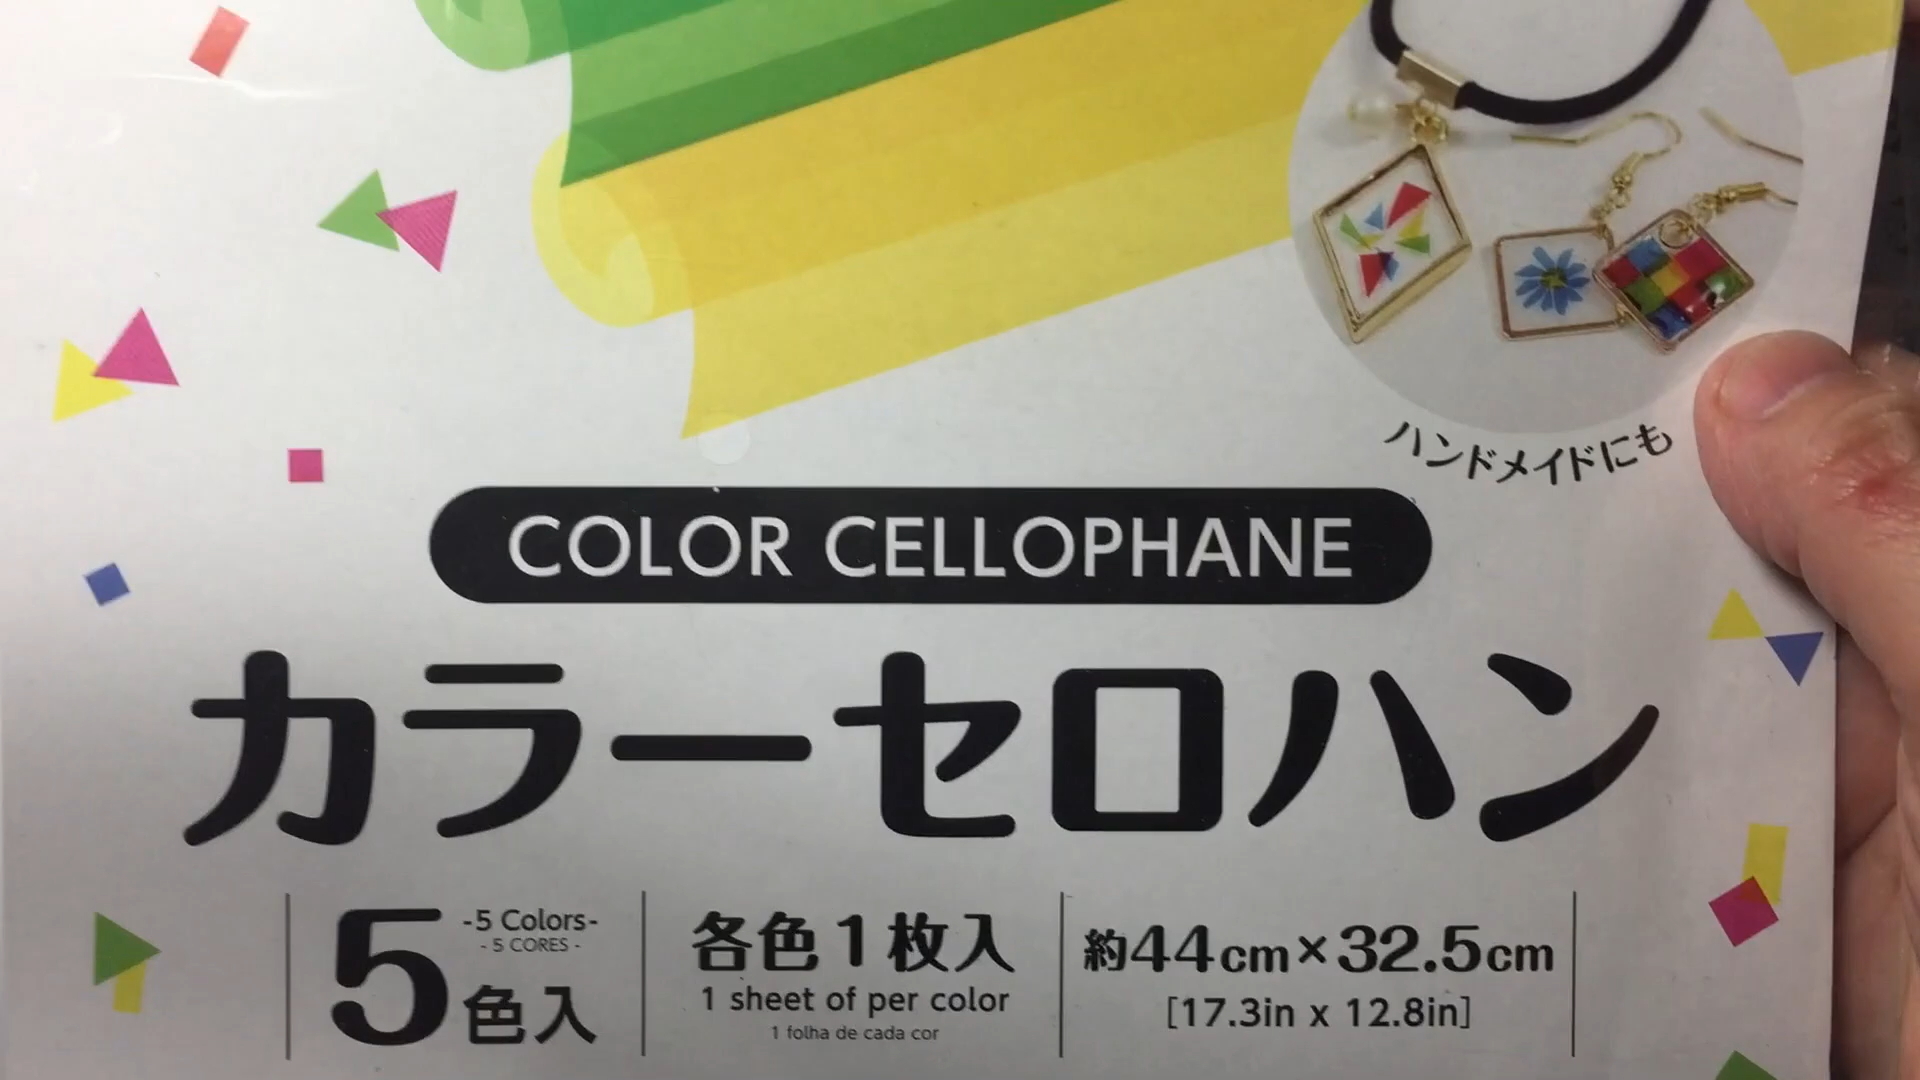 ハンドメイドにも
COLOR CELLOPHANE
カラーセロハン
5色入
-5 Colors-
- 5 CORES -
各色1枚入
1 sheet of per color
1 folha de cada cor
約44cm×32.5cm
[17.3in x 12.8in]